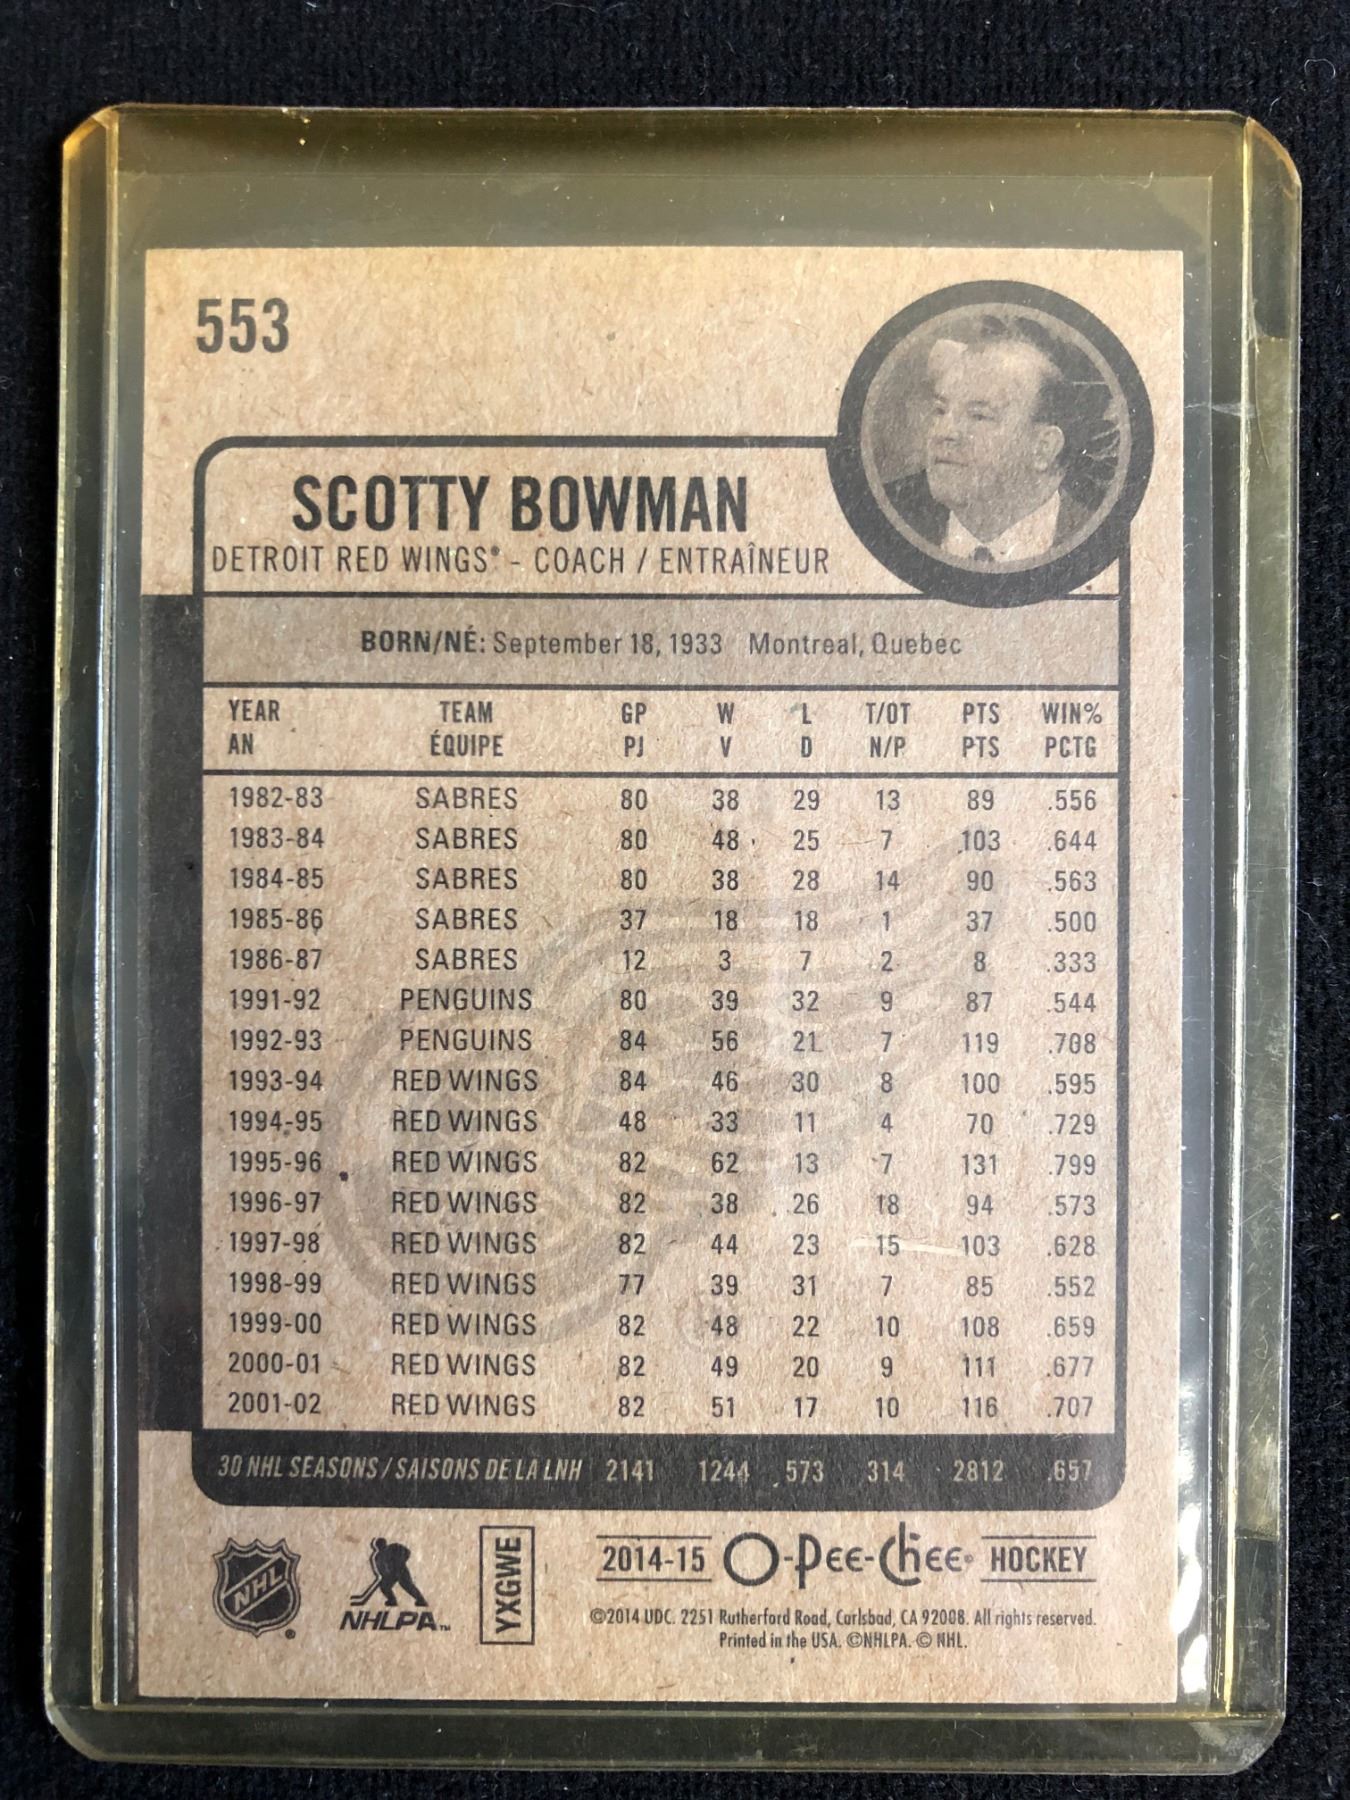 553
SCOTTY BOWMAN
DETROIT RED WINGS® - COACH / ENTRAÎNEUR
BORN/NÉ: September 18, 1933 Montreal, Quebec
YEAR TEAM GP W L T/OT PTS WIN%
AN ÉQUIPE PJ V D N/P PTS PCTG
1982-83 SABRES 80 38 29 13 89 .556
1983-84 SABRES 80 48 25 7 103 .644
1984-85 SABRES 80 38 28 14 90 .563
1985-86 SABRES 37 18 18 1 37 .500
1986-87 SABRES 12 3 7 2 8 .333
1991-92 PENGUINS 80 39 32 9 87 .544
1992-93 PENGUINS 84 56 21 7 119 .708
1993-94 RED WINGS 84 46 30 8 100 .595
1994-95 RED WINGS 48 33 11 4 70 .729
1995-96 RED WINGS 82 62 13 7 131 .799
1996-97 RED WINGS 82 38 26 18 94 .573
1997-98 RED WINGS 82 44 23 15 103 .628
1998-99 RED WINGS 77 39 31 7 85 .552
1999-00 RED WINGS 82 48 22 10 108 .659
2000-01 RED WINGS 82 49 20 9 111 .677
2001-02 RED WINGS 82 51 17 10 116 .707
30 NHL SEASONS / SAISONS DE LA LNH 2141 1244 573 314 2812 .657
NHL®
NHLPA™
YXGWE
2014-15 O-Pee-Chee® HOCKEY
©2014 UDC. 2251 Rutherford Road, Carlsbad, CA 92008. All rights reserved.
Printed in the USA. ©NHLPA. © NHL.